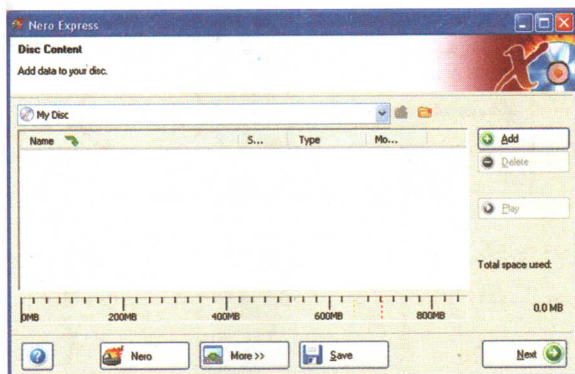 Nero Express
Disc Content
Add data to your disc.
My Disc
Name S... Type Mo...
Add
Delete
Play
Total space used:
0MB 200MB 400MB 600MB 800MB
0.0 MB
Nero More >> Save Next